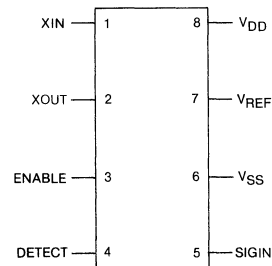 XIN 1 8 VDD
XOUT 2 7 VREF
ENABLE 3 6 VSS
DETECT 4 5 SIGIN